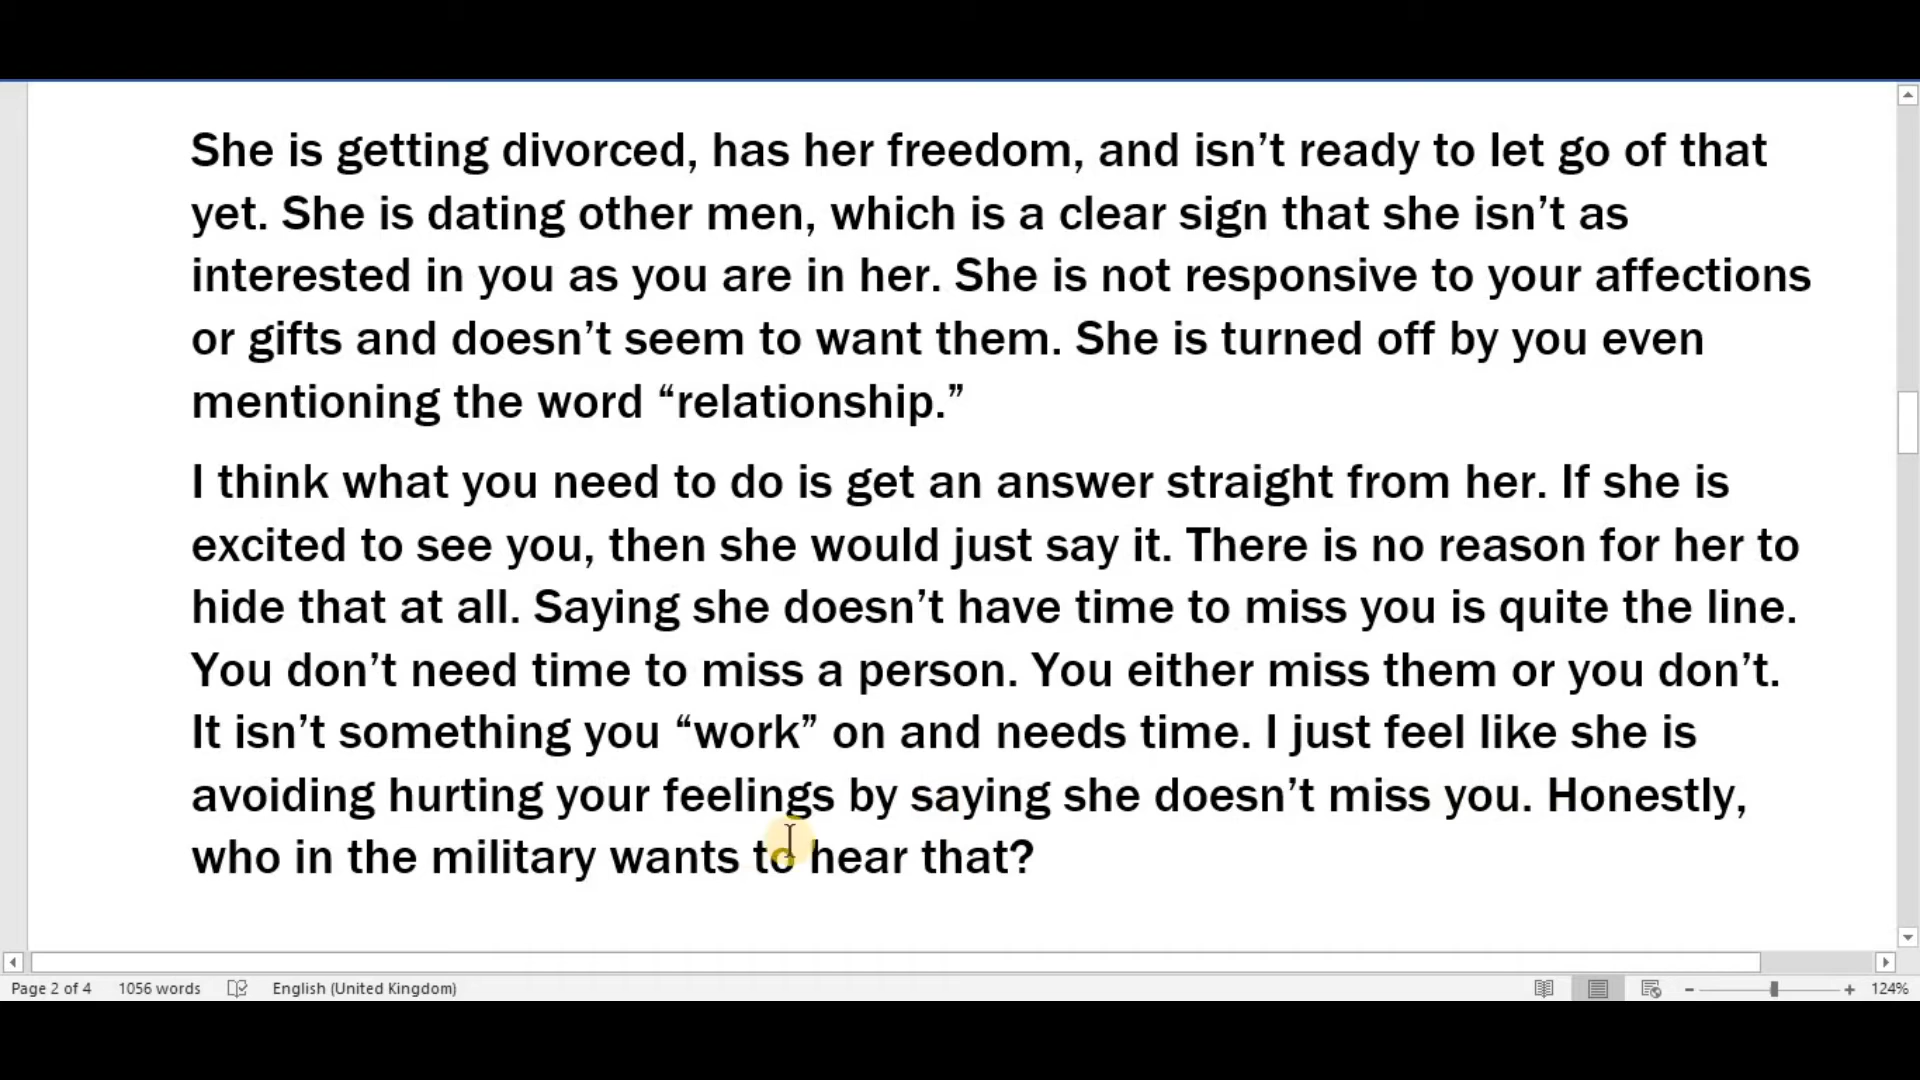 She is getting divorced, has her freedom, and isn’t ready to let go of that
yet. She is dating other men, which is a clear sign that she isn’t as
interested in you as you are in her. She is not responsive to your affections
or gifts and doesn’t seem to want them. She is turned off by you even
mentioning the word “relationship.”
I think what you need to do is get an answer straight from her. If she is
excited to see you, then she would just say it. There is no reason for her to
hide that at all. Saying she doesn’t have time to miss you is quite the line.
You don’t need time to miss a person. You either miss them or you don’t.
It isn’t something you “work” on and needs time. I just feel like she is
avoiding hurting your feelings by saying she doesn’t miss you. Honestly,
who in the military wants to hear that?
Page 2 of 4 1056 words English (United Kingdom) 124%